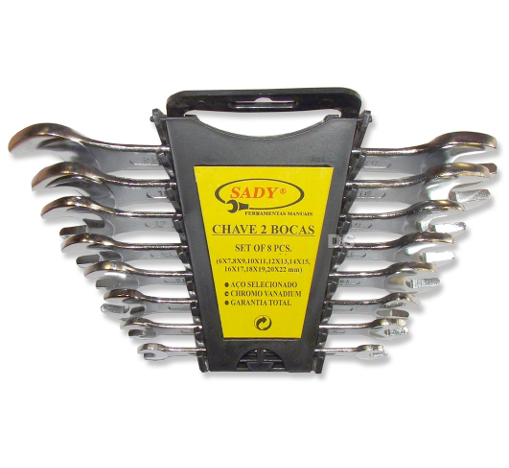 SADY®
FERRAMENTAS MANUAIS
CHAVE 2 BOCAS
SET OF 8 PCS.
(6X7,8X9,10X11,12X13,14X15,
16X17,18X19,20X22 mm)
AÇO SELECIONADO
CHROMO VANADIUM
GARANTIA TOTAL
DS